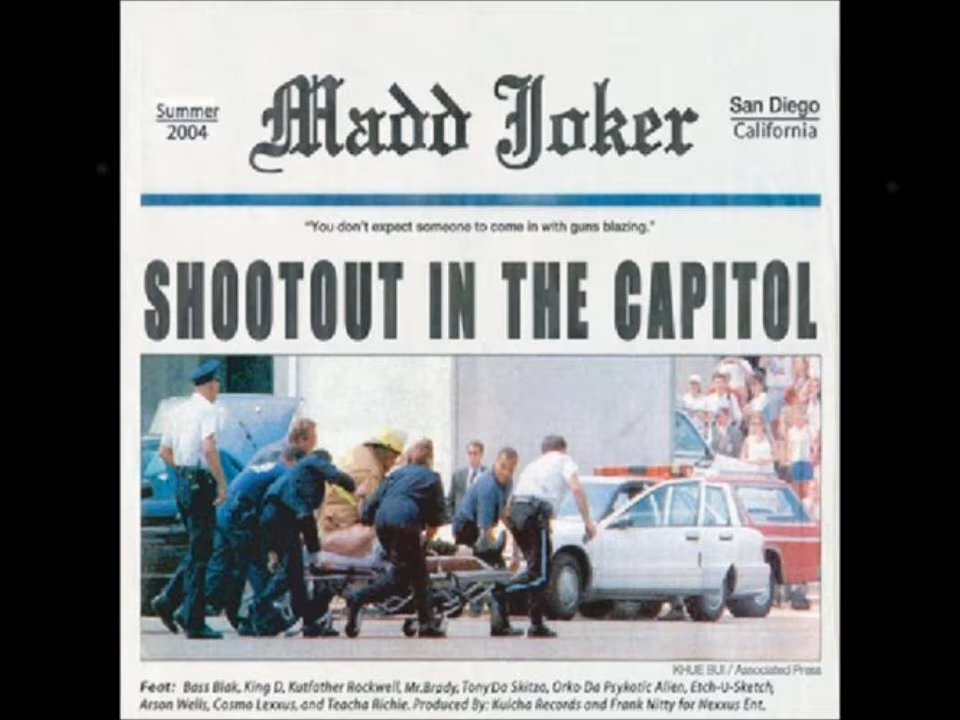 Summer
2004
Madd Joker
San Diego
California
"You don't expect someone to come in with guns blazing."
SHOOTOUT IN THE CAPITOL
KHUE BUI / Associated Press
Feat: Bass Blak, King D, Kutfather Rockwell, Mr.Brady, Tony Da Skitzo, Orko Da Psykotic Alien, Etch-U-Sketch,
Arson Wells, Cosmo Lexxus, and Teacha Richie. Produced By: Kulcha Records and Frank Nitty for Nexxus Ent.